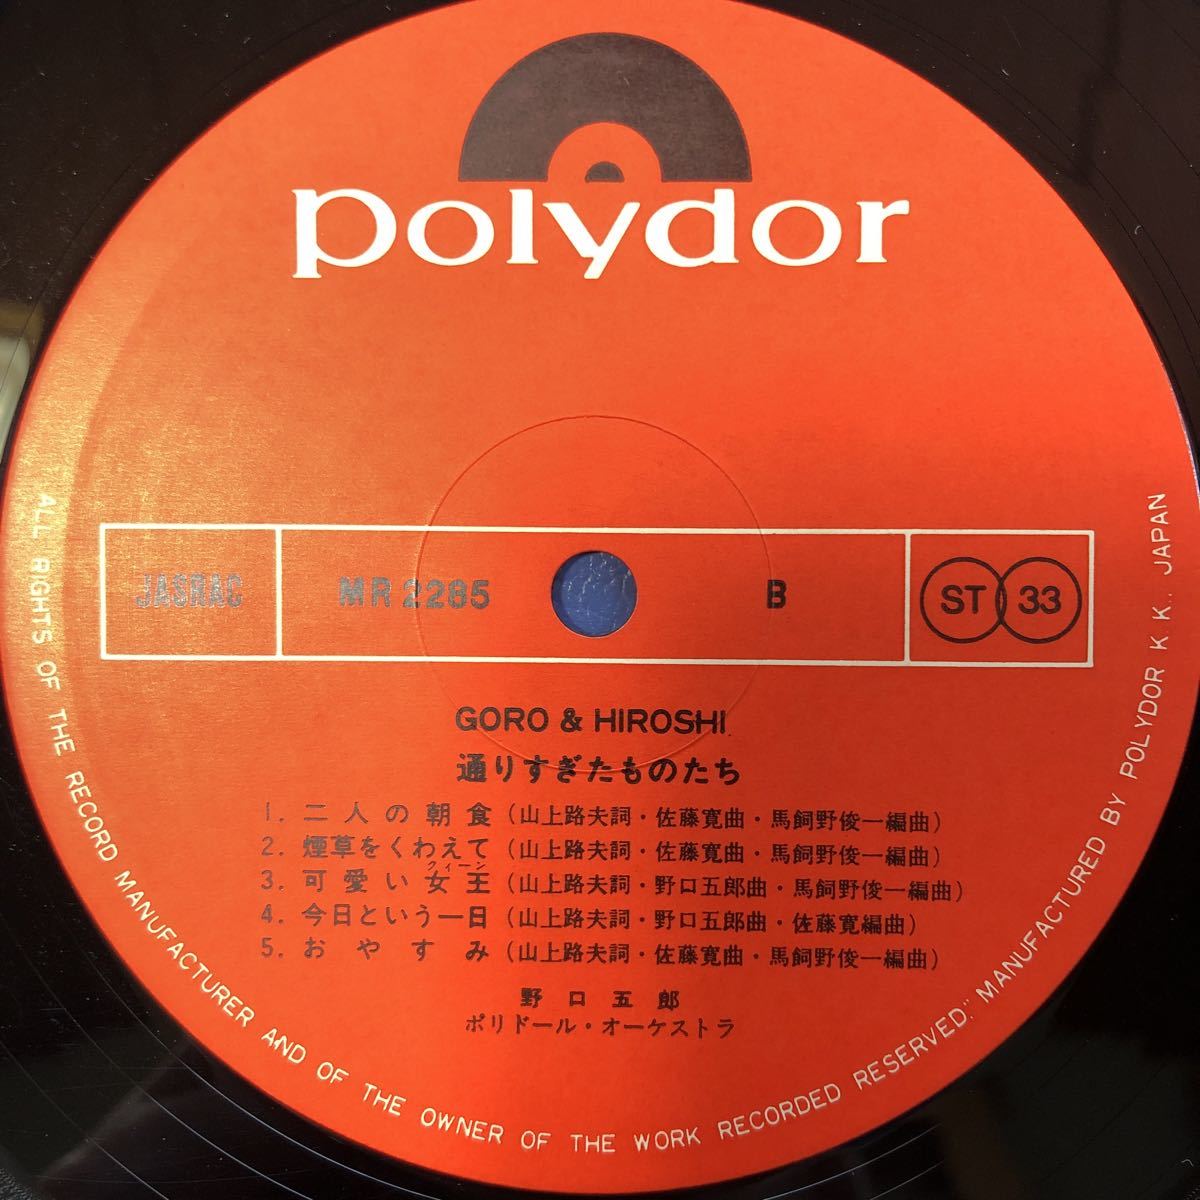 polydor
JASRAC MR 2285 B ST 33
GORO & HIROSHI
通りすぎたものたち
1. 二人の朝食 (山上路夫詞・佐藤寛曲・馬飼野俊一編曲)
2. 煙草をくわえて (山上路夫詞・佐藤寛曲・馬飼野俊一編曲)
クィーン
3. 可愛い女王 (山上路夫詞・野口五郎曲・馬飼野俊一編曲)
4. 今日という一日 (山上路夫詞・野口五郎曲・佐藤寛編曲)
5. おやすみ (山上路夫詞・佐藤寛曲・馬飼野俊一編曲)
野口五郎
ポリドール・オーケストラ
ALL RIGHTS OF THE RECORD MANUFACTURER AND OF THE OWNER OF THE WORK RECORDED RESERVED." MANUFACTURED BY POLYDOR K. K., JAPAN